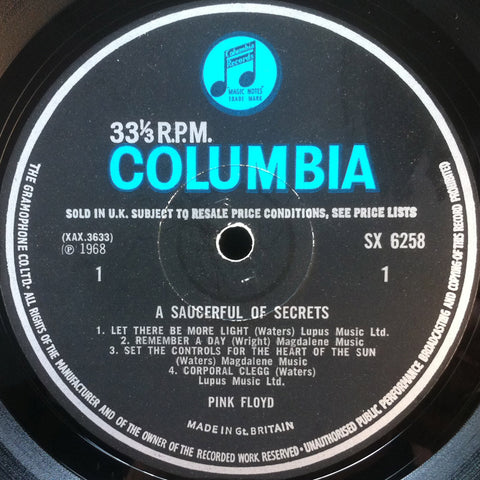 Columbia
Records
MAGIC NOTES
TRADE MARK
33⅓ R.P.M.
COLUMBIA
SOLD IN U.K. SUBJECT TO RESALE PRICE CONDITIONS, SEE PRICE LISTS
(XAX.3633)
℗ 1968
SX 6258
1
1
A SAUCERFUL OF SECRETS
1. LET THERE BE MORE LIGHT (Waters) Lupus Music Ltd.
2. REMEMBER A DAY (Wright) Magdalene Music
3. SET THE CONTROLS FOR THE HEART OF THE SUN
(Waters) Magdalene Music
4. CORPORAL CLEGG (Waters)
Lupus Music Ltd.
PINK FLOYD
MADE IN GT. BRITAIN
THE GRAMOPHONE CO. LTD. · ALL RIGHTS OF THE MANUFACTURER AND OF THE OWNER OF THE RECORDED WORK RESERVED · UNAUTHORISED PUBLIC PERFORMANCE BROADCASTING AND COPYING OF THIS RECORD PROHIBITED